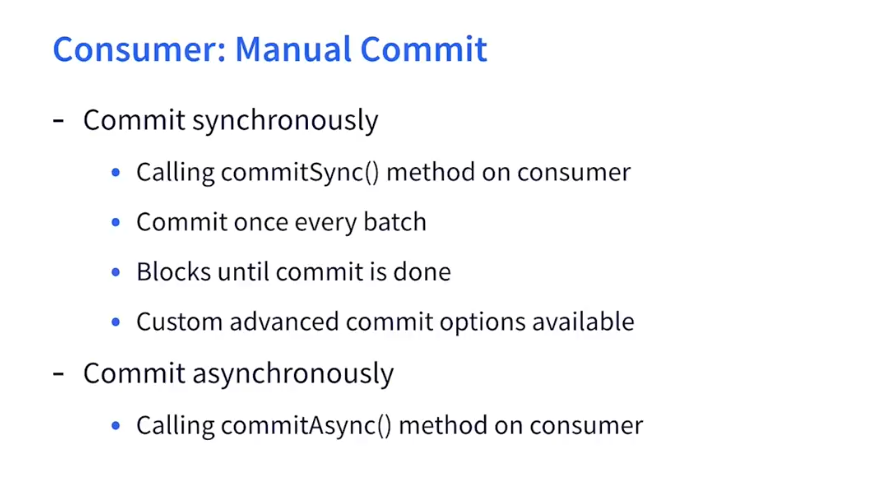 Consumer: Manual Commit
- Commit synchronously
• Calling commitSync() method on consumer
• Commit once every batch
• Blocks until commit is done
• Custom advanced commit options available
- Commit asynchronously
• Calling commitAsync() method on consumer